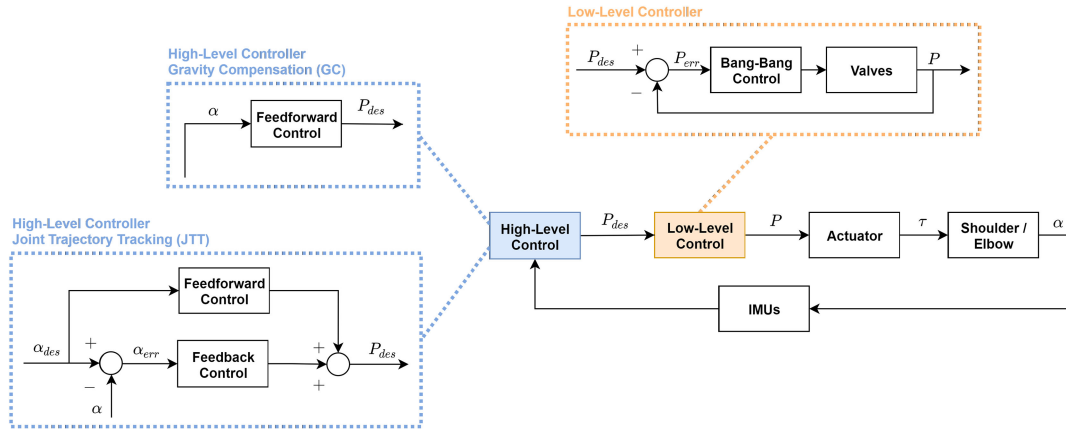 Low-Level Controller
P_des
+
−
P_err
Bang-Bang
Control
Valves
P
High-Level Controller
Gravity Compensation (GC)
α
Feedforward
Control
P_des
High-Level Controller
Joint Trajectory Tracking (JTT)
Feedforward
Control
α_des
+
−
α
α_err
Feedback
Control
+
+
P_des
High-Level
Control
P_des
Low-Level
Control
P
Actuator
τ
Shoulder /
Elbow
α
IMUs